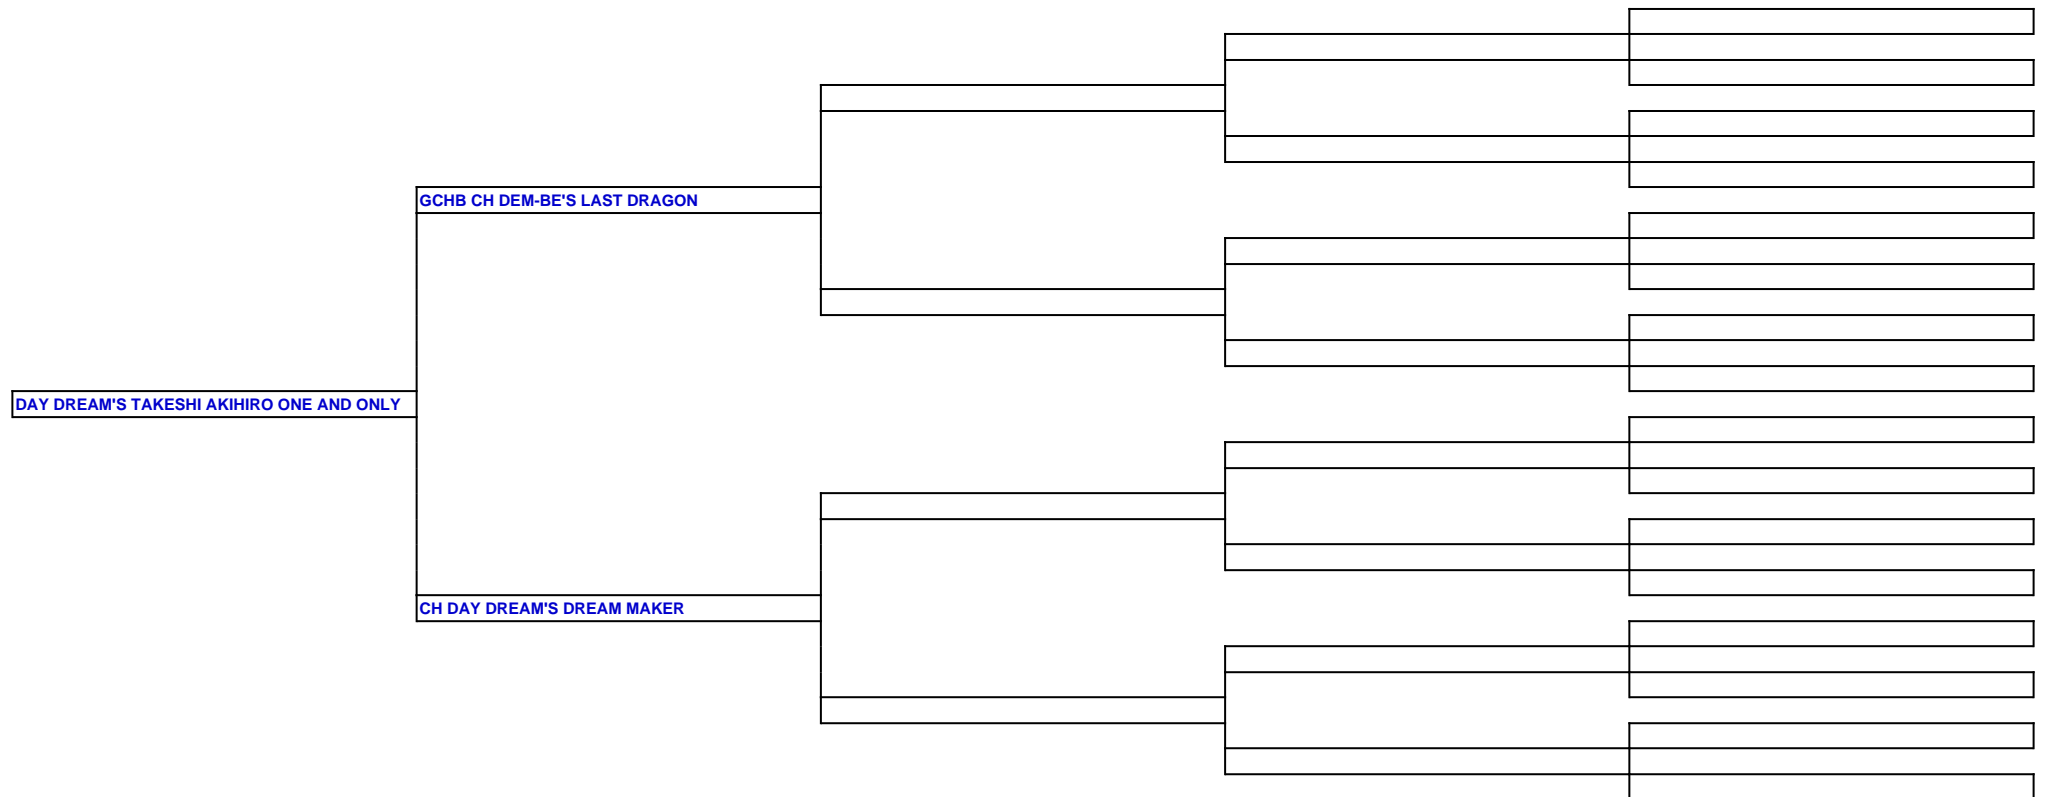 GCHB CH DEM-BE'S LAST DRAGON
DAY DREAM'S TAKESHI AKIHIRO ONE AND ONLY
CH DAY DREAM'S DREAM MAKER